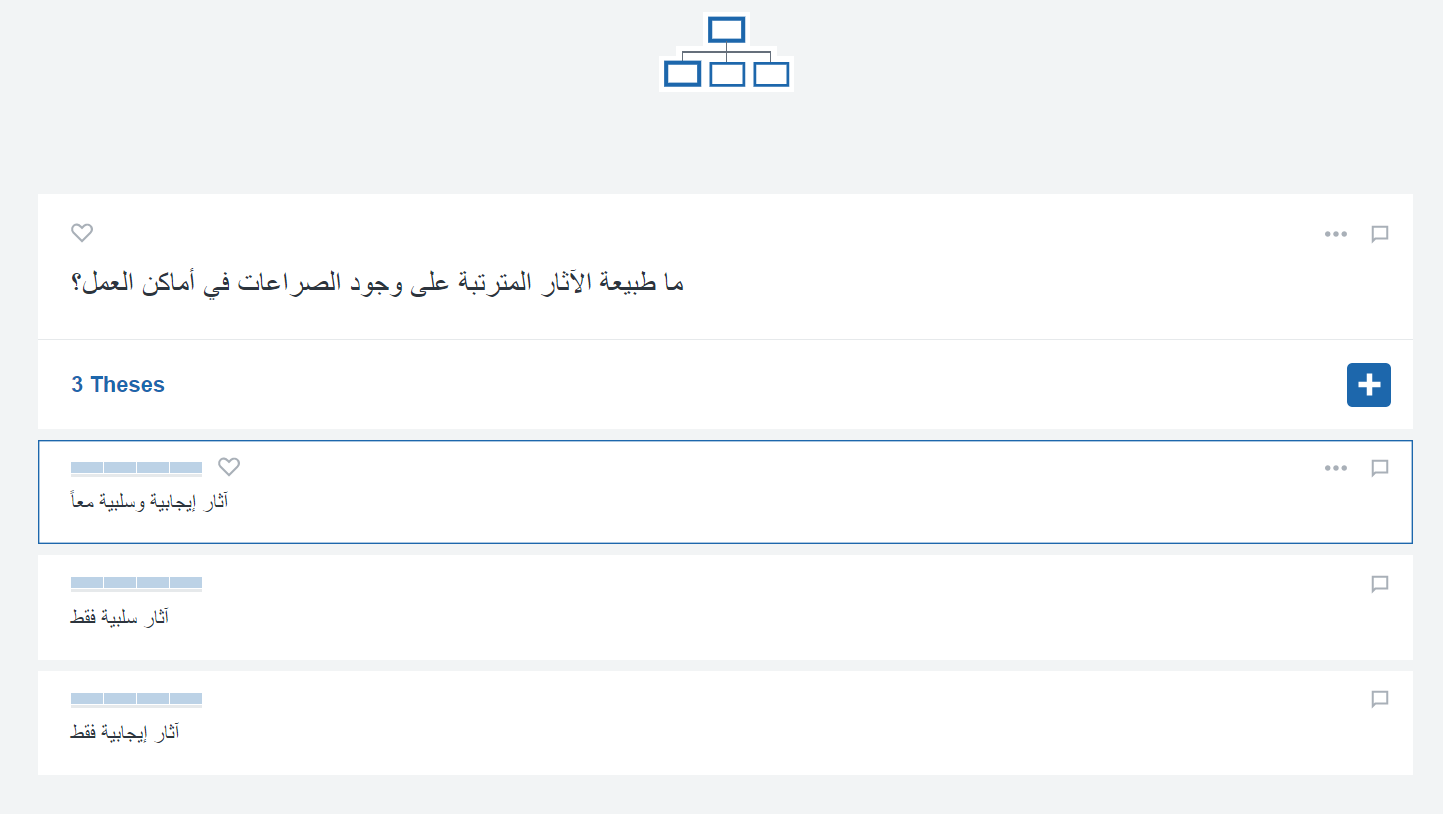 ما طبيعة الآثار المترتبة على وجود الصراعات في أماكن العمل؟
3 Theses
آثار إيجابية وسلبية معاً
آثار سلبية فقط
آثار إيجابية فقط